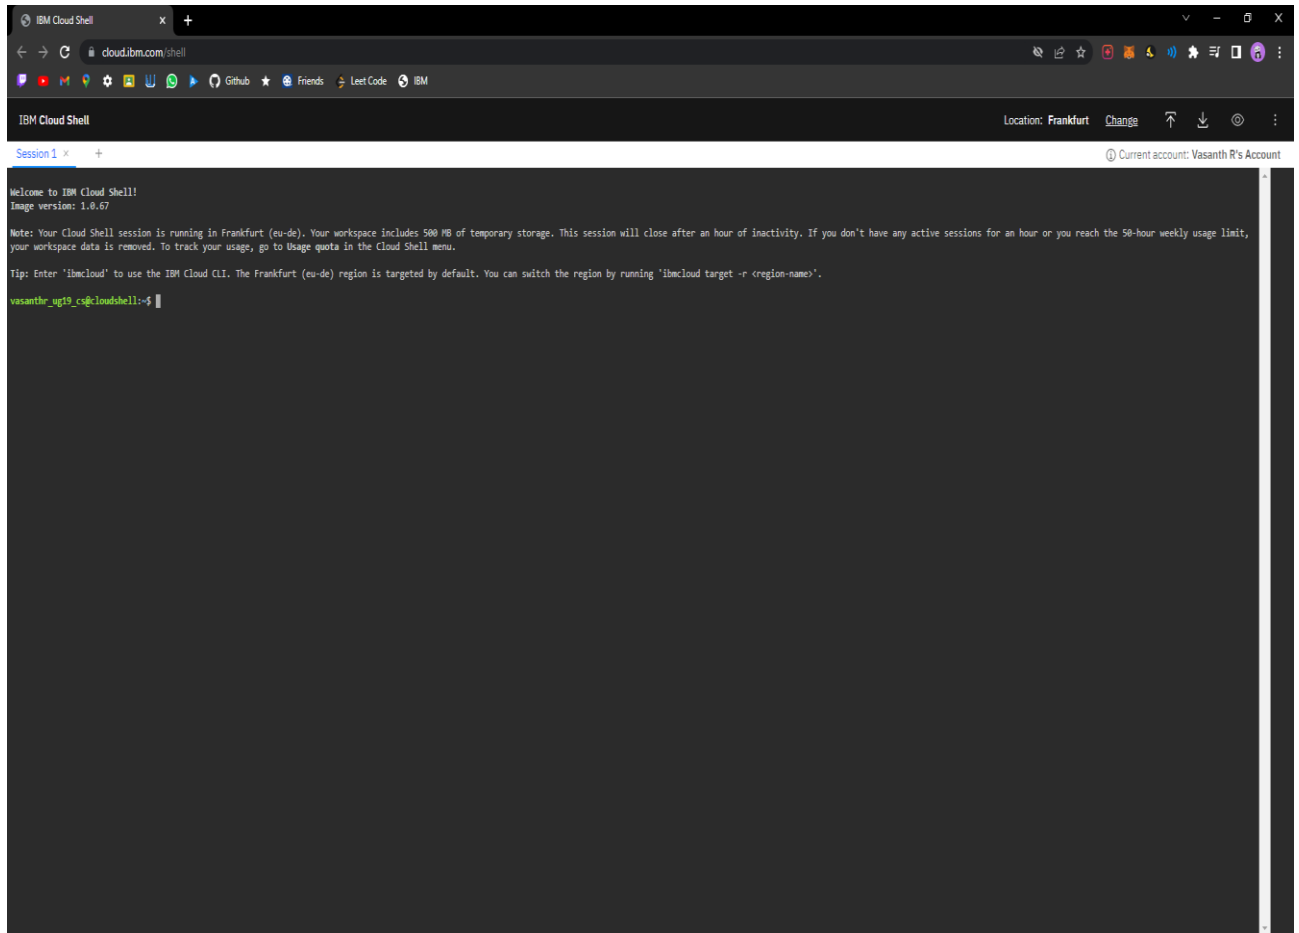 IBM Cloud Shell
cloud.ibm.com/shell
Github Friends Leet Code IBM
IBM Cloud Shell Location: Frankfurt Change
Session 1 Current account: Vasanth R's Account
Welcome to IBM Cloud Shell!
Image version: 1.0.67
Note: Your Cloud Shell session is running in Frankfurt (eu-de). Your workspace includes 500 MB of temporary storage. This session will close after an hour of inactivity. If you don't have any active sessions for an hour or you reach the 50-hour weekly usage limit,
your workspace data is removed. To track your usage, go to Usage quota in the Cloud Shell menu.
Tip: Enter 'ibmcloud' to use the IBM Cloud CLI. The Frankfurt (eu-de) region is targeted by default. You can switch the region by running 'ibmcloud target -r <region-name>'.
vasanthr_ug19_cs@cloudshell:~$